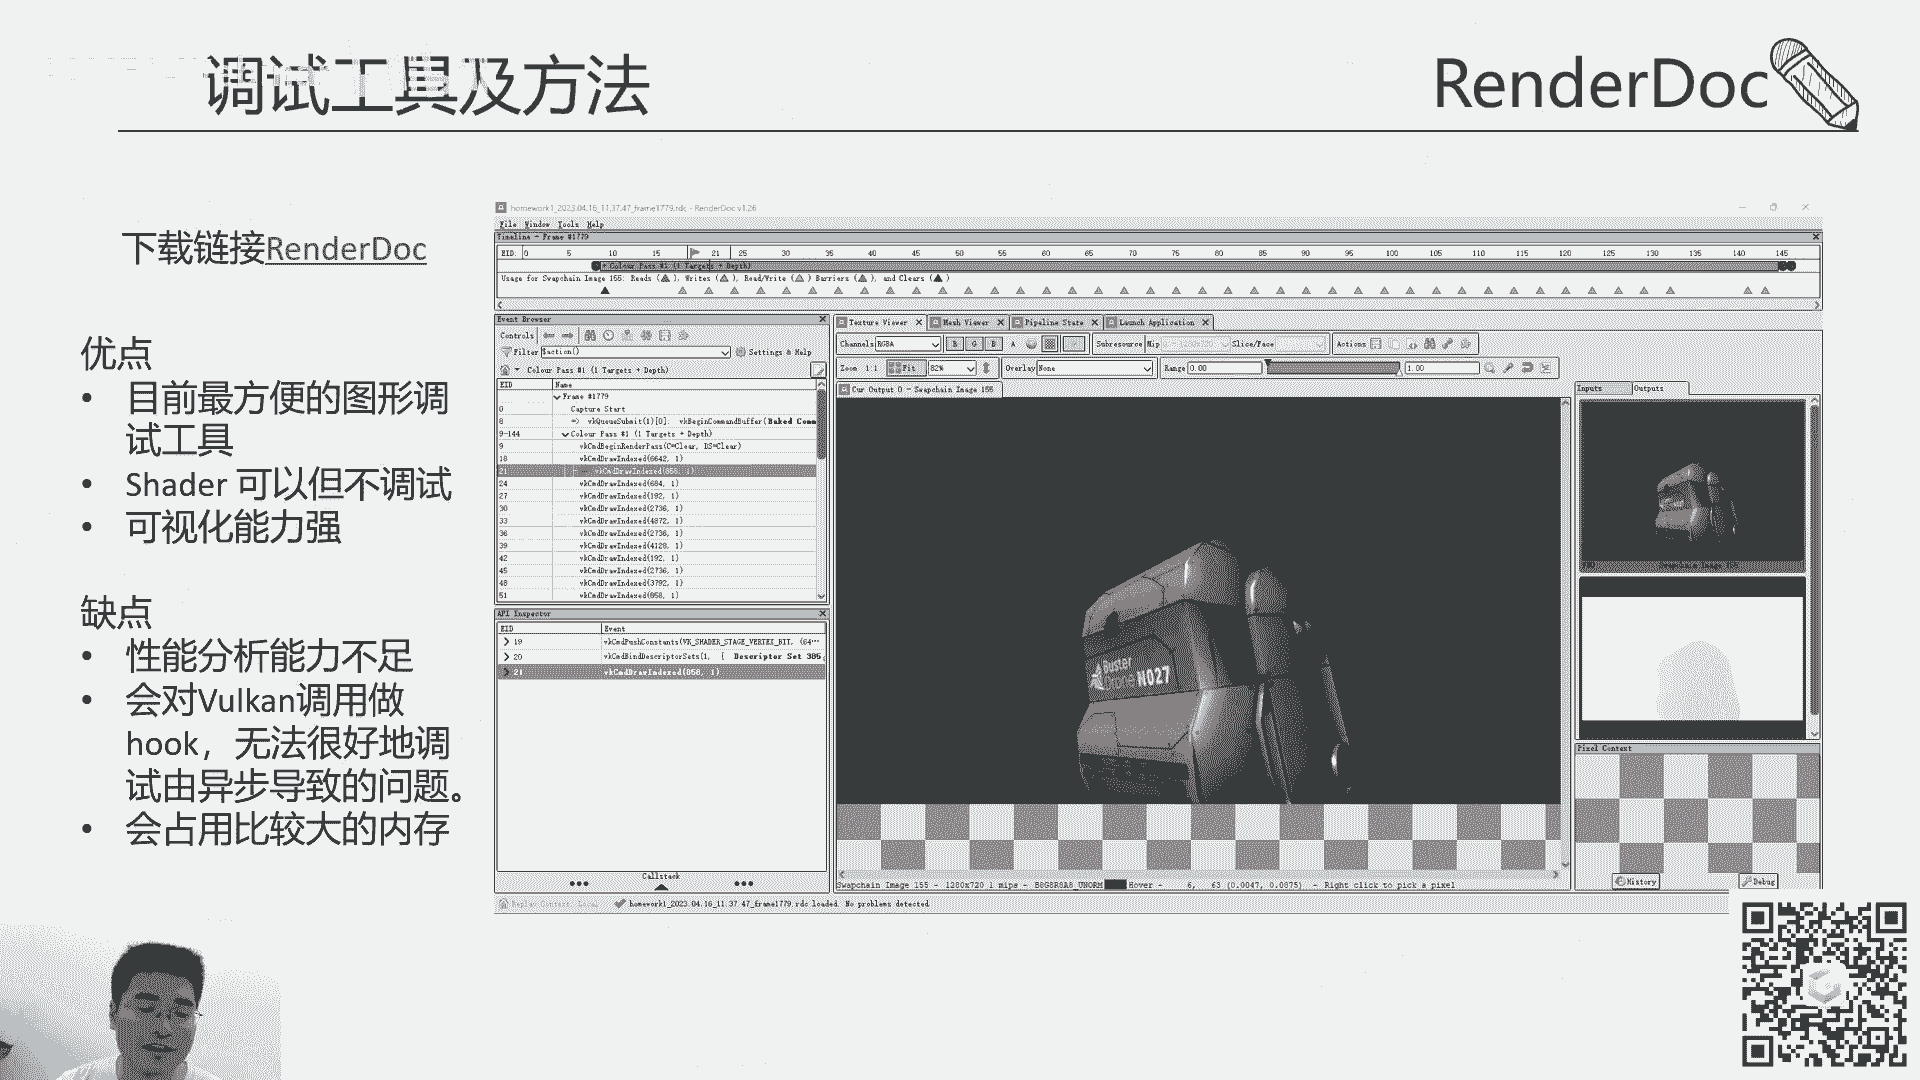 调试工具及方法
RenderDoc
下载链接RenderDoc
优点
• 目前最方便的图形调
试工具
• Shader 可以但不调试
• 可视化能力强
缺点
• 性能分析能力不足
• 会对Vulkan调用做
hook，无法很好地调
试由异步导致的问题。
• 会占用比较大的内存
homework1_2023.04.16_11.37.47_frame1779.rdc - RenderDoc v1.26
File Window Tools Help
Timeline - Frame #1779
EID: 0 5 10 15 21 25 30 35 40 45 50 55 60 65 70 75 80 85 90 95 100 105 110 115 120 125 130 135 140 145
+ Colour Pass #1 (1 Targets + Depth)
Usage for Swapchain Image 155: Reads ( ), Writes ( ), Read/Write ( ) Barriers ( ), and Clears ( )
Event Browser
Controls
Filter $action() Settings & Help
Colour Pass #1 (1 Targets + Depth)
EID Name
Frame #1779
0 Capture Start
8 => vkQueueSubmit(1)[0]: vkBeginCommandBuffer(Baked Comm
9-144 Colour Pass #1 (1 Targets + Depth)
9 vkCmdBeginRenderPass(C=Clear, DS=Clear)
18 vkCmdDrawIndexed(6642, 1)
21 vkCmdDrawIndexed(858, 1)
24 vkCmdDrawIndexed(684, 1)
27 vkCmdDrawIndexed(192, 1)
30 vkCmdDrawIndexed(2736, 1)
33 vkCmdDrawIndexed(4872, 1)
36 vkCmdDrawIndexed(2736, 1)
39 vkCmdDrawIndexed(4128, 1)
42 vkCmdDrawIndexed(192, 1)
45 vkCmdDrawIndexed(2736, 1)
48 vkCmdDrawIndexed(3792, 1)
51 vkCmdDrawIndexed(858, 1)
API Inspector
EID Event
19 vkCmdPushConstants(VK_SHADER_STAGE_VERTEX_BIT, (64...
20 vkCmdBindDescriptorSets(1, { Descriptor Set 385
21 vkCmdDrawIndexed(858, 1)
Callstack
Texture Viewer Mesh Viewer Pipeline State Launch Application
Channels RGBA R G B A Subresource Mip 0 - 1280x720 Slice/Face Actions
Zoom 1:1 Fit 82% Overlay None Range 0.00 1.00
Cur Output 0 - Swapchain Image 155
Buster
Drone N027
Swapchain Image 155 - 1280x720 1 mips - B8G8R8A8_UNORM Hover - 6, 63 (0.0047, 0.0875) - Right click to pick a pixel
Inputs Outputs
FB0 Swapchain Image 155
Pixel Context
History Debug
Replay Context: Local homework1_2023.04.16_11.37.47_frame1779.rdc loaded. No problems detected